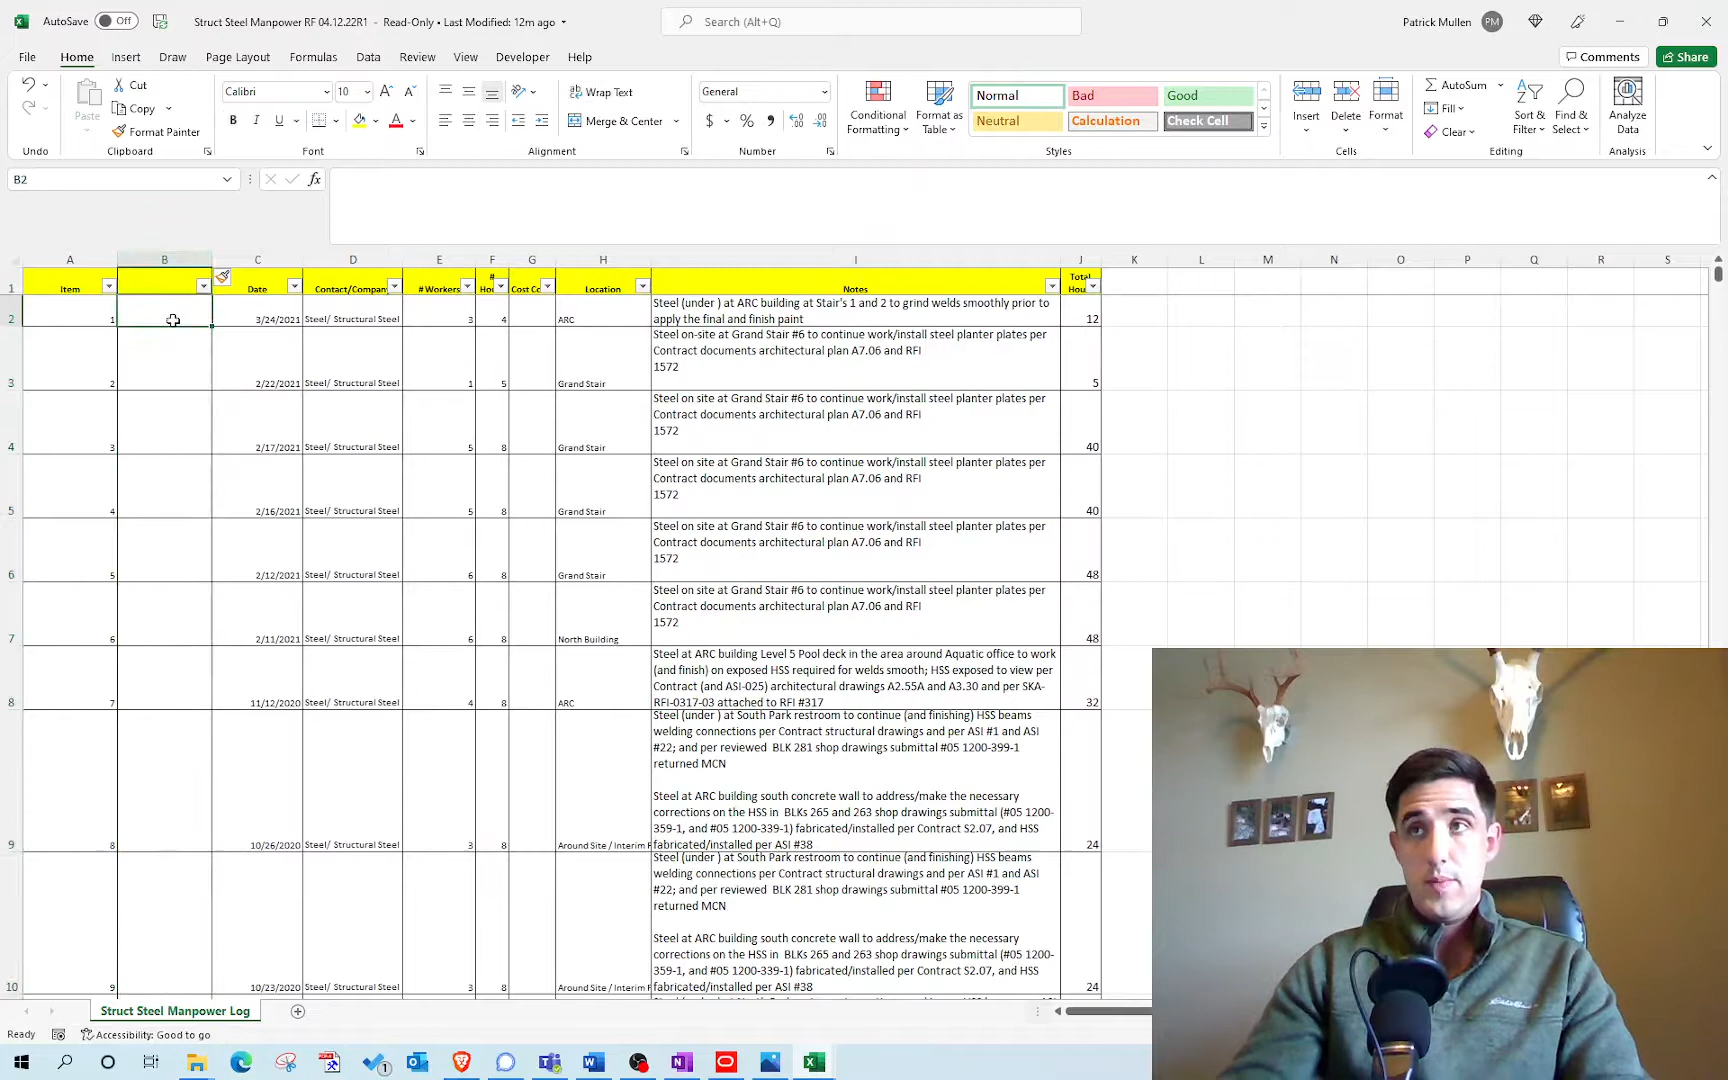 AutoSave Off Struct Steel Manpower RF 04.12.22R1 - Read-Only • Last Modified: 12m ago Search (Alt+Q) Patrick Mullen PM
File Home Insert Draw Page Layout Formulas Data Review View Developer Help Comments Share
Paste Cut Copy Format Painter
Calibri 10
B I U
Wrap Text
Merge & Center
General
$ % ,
Conditional Formatting Format as Table
Normal Bad Good
Neutral Calculation Check Cell
Insert Delete Format
AutoSum Fill Clear
Sort & Filter Find & Select
Analyze Data
Undo Clipboard Font Alignment Number Styles Cells Editing Analysis
B2 fx
A B C D E F G H I J K L M N O P Q R S
1 Item Date Contact/Company # Workers # Location Notes Total
2 1 3/24/2021 Steel/ Structural Steel 3 4 ARC 12
Steel (under ) at ARC building at Stair's 1 and 2 to grind welds smoothly prior to
apply the final and finish paint
3 2 2/22/2021 Steel/ Structural Steel 1 5 Grand Stair 5
Steel on-site at Grand Stair #6 to continue work/install steel planter plates per
Contract documents architectural plan A7.06 and RFI
1572
4 3 2/17/2021 Steel/ Structural Steel 5 8 Grand Stair 40
Steel on site at Grand Stair #6 to continue work/install steel planter plates per
Contract documents architectural plan A7.06 and RFI
1572
5 4 2/16/2021 Steel/ Structural Steel 5 8 Grand Stair 40
Steel on site at Grand Stair #6 to continue work/install steel planter plates per
Contract documents architectural plan A7.06 and RFI
1572
6 5 2/12/2021 Steel/ Structural Steel 6 8 Grand Stair 48
Steel on site at Grand Stair #6 to continue work/install steel planter plates per
Contract documents architectural plan A7.06 and RFI
1572
7 6 2/11/2021 Steel/ Structural Steel 6 8 North Building 48
Steel on site at Grand Stair #6 to continue work/install steel planter plates per
Contract documents architectural plan A7.06 and RFI
1572
8 7 11/12/2020 Steel/ Structural Steel 4 8 ARC 32
Steel at ARC building Level 5 Pool deck in the area around Aquatic office to work
(and finish) on exposed HSS required for welds smooth; HSS exposed to view per
Contract (and ASI-025) architectural drawings A2.55A and A3.30 and per SKA-
RFI-0317-03 attached to RFI #317
9 8 10/26/2020 Steel/ Structural Steel 3 8 Around Site / Interim F 24
Steel (under ) at South Park restroom to continue (and finishing) HSS beams
welding connections per Contract structural drawings and per ASI #1 and ASI
#22; and per reviewed BLK 281 shop drawings submittal #05 1200-399-1
returned MCN
Steel at ARC building south concrete wall to address/make the necessary
corrections on the HSS in BLKs 265 and 263 shop drawings submittal (#05 1200-
359-1, and #05 1200-339-1) fabricated/installed per Contract S2.07, and HSS
fabricated/installed per ASI #38
10 9 10/23/2020 Steel/ Structural Steel 3 8 Around Site / Interim F 24
Steel (under ) at South Park restroom to continue (and finishing) HSS beams
welding connections per Contract structural drawings and per ASI #1 and ASI
#22; and per reviewed BLK 281 shop drawings submittal #05 1200-399-1
returned MCN
Steel at ARC building south concrete wall to address/make the necessary
corrections on the HSS in BLKs 265 and 263 shop drawings submittal (#05 1200-
359-1, and #05 1200-339-1) fabricated/installed per Contract S2.07, and HSS
fabricated/installed per ASI #38
Struct Steel Manpower Log
Ready Accessibility: Good to go